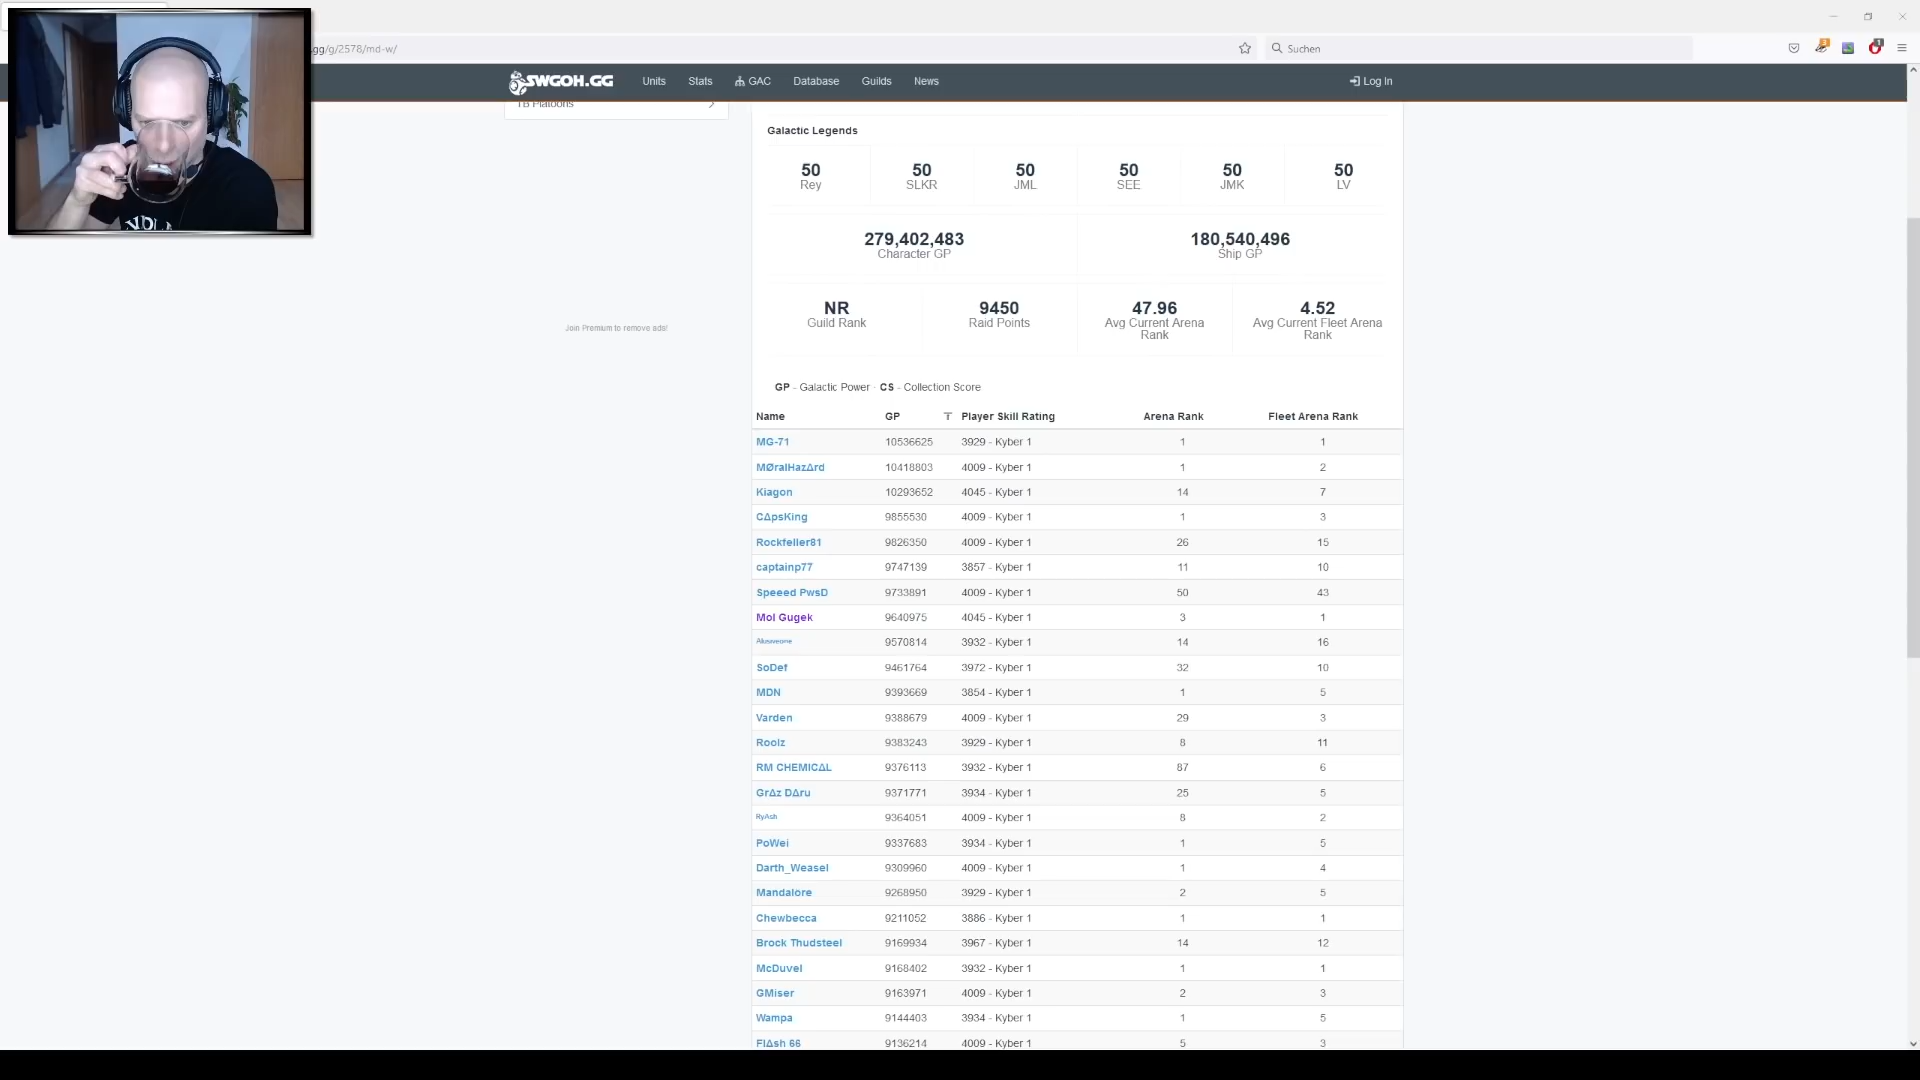 gg/g/2578/md-w/
Suchen
SWGOH.GG
Units
Stats
GAC
Database
Guilds
News
Log In
TB Platoons
Join Premium to remove ads!
Galactic Legends
50 50 50 50 50 50
Rey SLKR JML SEE JMK LV
279,402,483 180,540,496
Character GP Ship GP
NR 9450 47.96 4.52
Guild Rank Raid Points Avg Current Arena Rank Avg Current Fleet Arena Rank
GP - Galactic Power · CS - Collection Score
Name GP Player Skill Rating Arena Rank Fleet Arena Rank
MG-71 10536625 3929 - Kyber 1 1 1
MØralHazΔrd 10418803 4009 - Kyber 1 1 2
Kiagon 10293652 4045 - Kyber 1 14 7
CΔpsKing 9855530 4009 - Kyber 1 1 3
Rockfeller81 9826350 4009 - Kyber 1 26 15
captainp77 9747139 3857 - Kyber 1 11 10
Speeed PwsD 9733891 4009 - Kyber 1 50 43
Mol Gugek 9640975 4045 - Kyber 1 3 1
9570814 3932 - Kyber 1 14 16
SoDef 9461764 3972 - Kyber 1 32 10
MDN 9393669 3854 - Kyber 1 1 5
Varden 9388679 4009 - Kyber 1 29 3
Roolz 9383243 3929 - Kyber 1 8 11
RM CHEMICΔL 9376113 3932 - Kyber 1 87 6
GrΔz DΔru 9371771 3934 - Kyber 1 25 5
RyAsh 9364051 4009 - Kyber 1 8 2
PoWei 9337683 3934 - Kyber 1 1 5
Darth_Weasel 9309960 4009 - Kyber 1 1 4
Mandalöre 9268950 3929 - Kyber 1 2 5
Chewbecca 9211052 3886 - Kyber 1 1 1
Brock Thudsteel 9169934 3967 - Kyber 1 14 12
McDuvel 9168402 3932 - Kyber 1 1 1
GMiser 9163971 4009 - Kyber 1 2 3
Wampa 9144403 3934 - Kyber 1 1 5
FlΔsh 66 9136214 4009 - Kyber 1 5 3